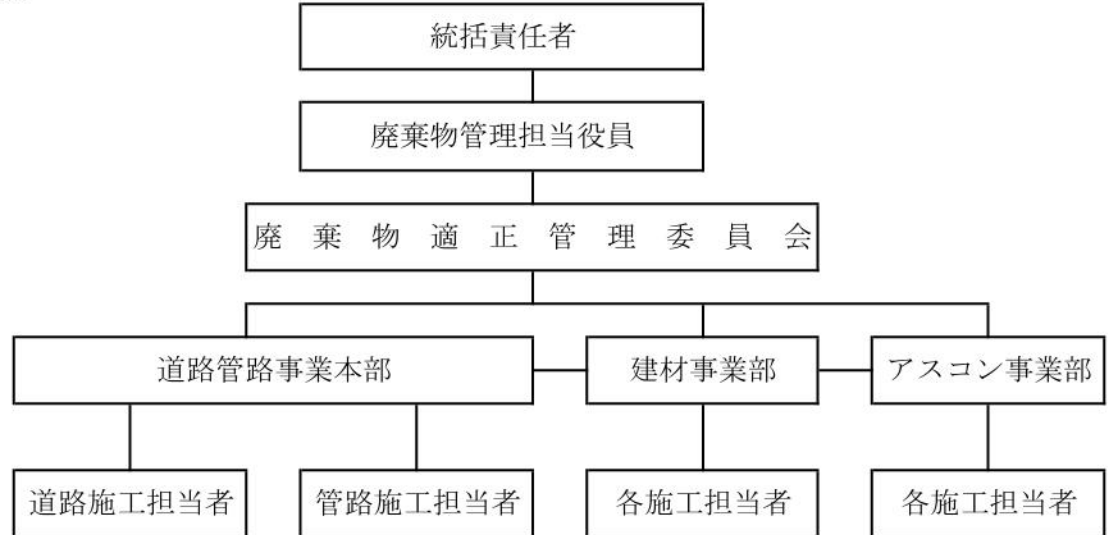 統括責任者
廃棄物管理担当役員
廃棄物適正管理委員会
道路管路事業本部
建材事業部
アスコン事業部
道路施工担当者
管路施工担当者
各施工担当者
各施工担当者